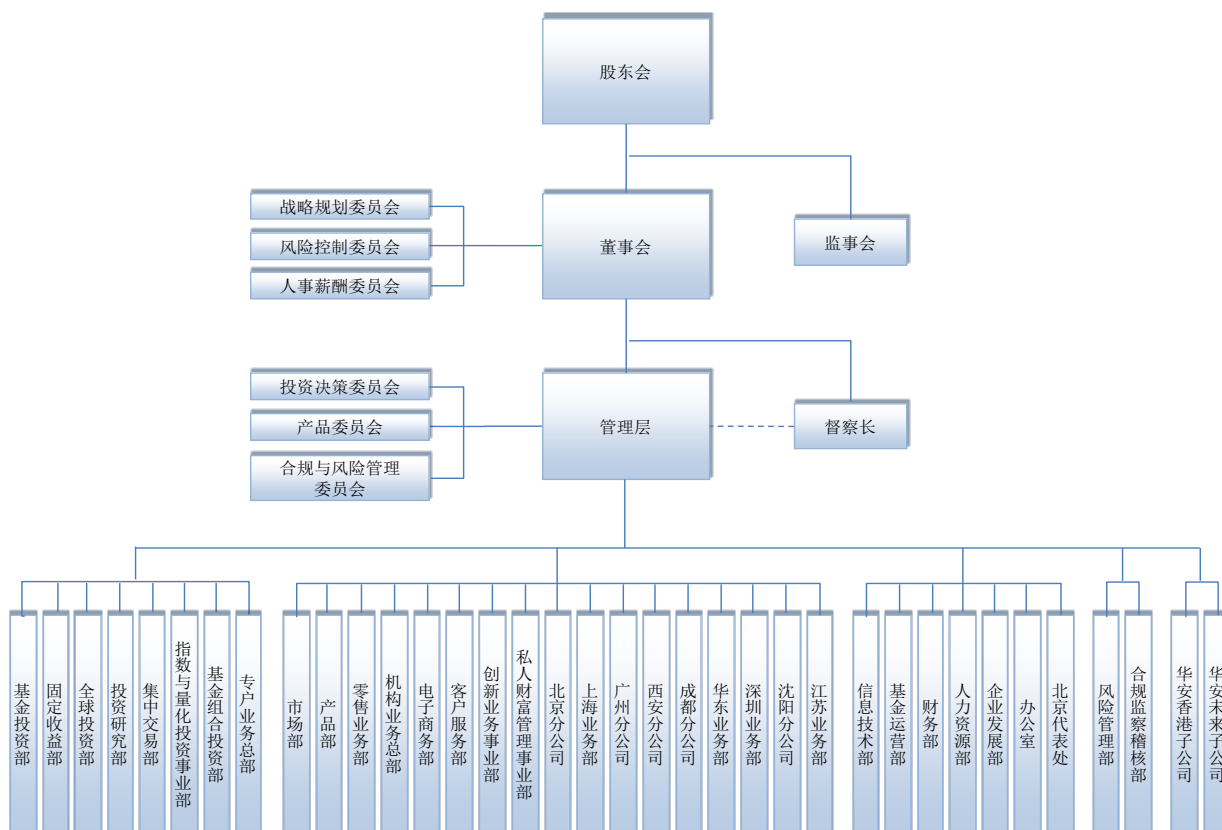 股东会
战略规划委员会
风险控制委员会
人事薪酬委员会
董事会
监事会
投资决策委员会
产品委员会
合规与风险管理
委员会
管理层
督察长
基金投资部
固定收益部
全球投资部
投资研究部
集中交易部
指数与量化投资事业部
基金组合投资部
专户业务总部
市场部
产品部
零售业务部
机构业务总部
电子商务部
客户服务部
创新业务事业部
私人财富管理事业部
北京分公司
上海业务部
广州分公司
西安分公司
成都分公司
华东业务部
深圳业务部
沈阳分公司
江苏业务部
信息技术部
基金运营部
财务部
人力资源部
企业发展部
办公室
北京代表处
风险管理部
合规监察稽核部
华安香港子公司
华安未来子公司